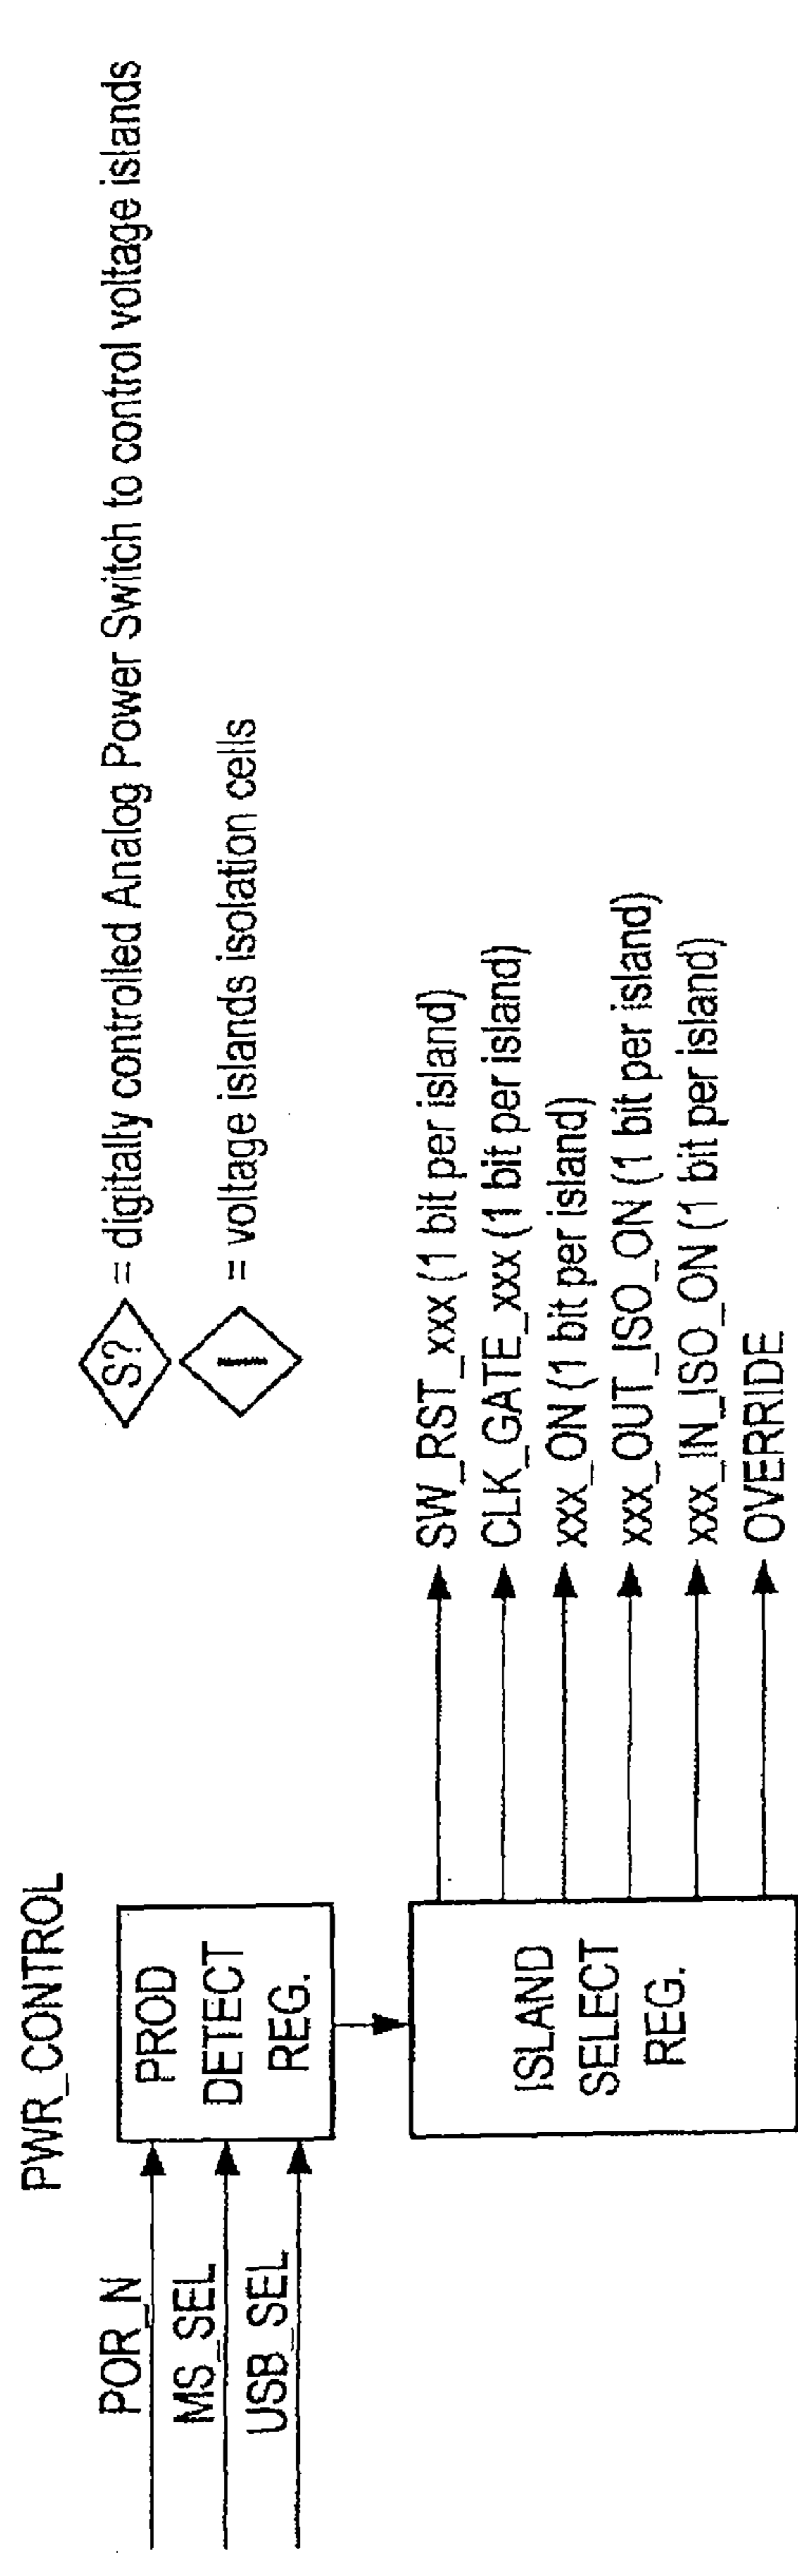 PWR_CONTROL
POR_N
MS_SEL
USB_SEL
PROD
DETECT
REG.
ISLAND
SELECT
REG.
S? = digitally controlled Analog Power Switch to control voltage islands
I = voltage islands isolation cells
SW_RST_xxx (1 bit per island)
CLK_GATE_xxx (1 bit per island)
xxx_ON (1 bit per island)
xxx_OUT_ISO_ON (1 bit per island)
xxx_IN_ISO_ON (1 bit per island)
OVERRIDE